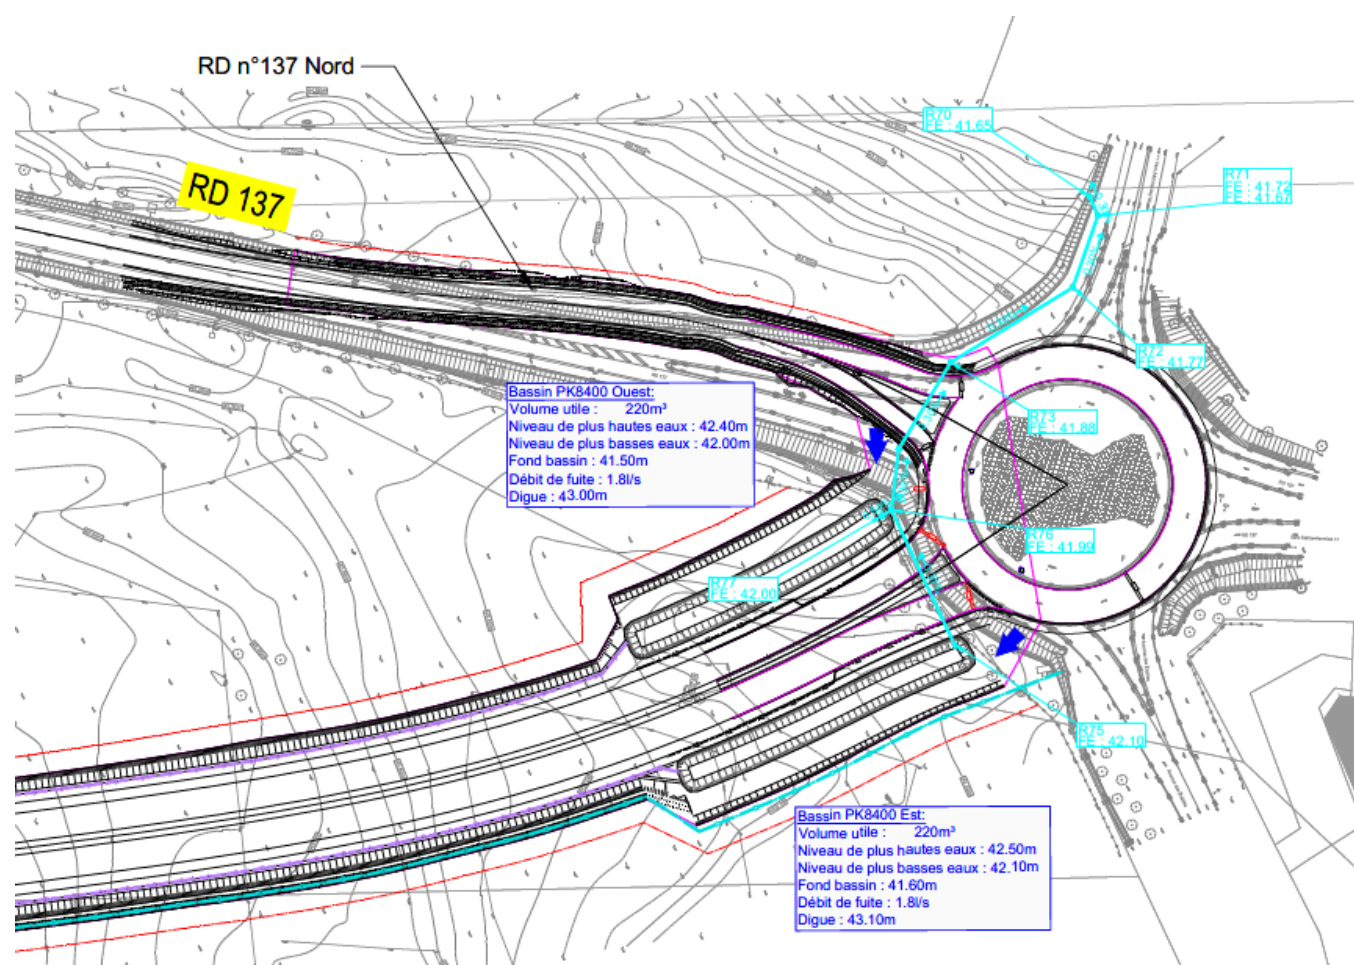 RD n°137 Nord
RD 137
R70
FE : 41.65
R71
FE : 41.72
FE : 41.67
R72
FE : 41.77
R73
FE : 41.88
Bassin PK8400 Ouest:
Volume utile : 220m³
Niveau de plus hautes eaux : 42.40m
Niveau de plus basses eaux : 42.00m
Fond bassin : 41.50m
Débit de fuite : 1.8l/s
Digue : 43.00m
R76
FE : 41.99
R77
FE : 42.00
R75
FE : 42.10
Bassin PK8400 Est:
Volume utile : 220m³
Niveau de plus hautes eaux : 42.50m
Niveau de plus basses eaux : 42.10m
Fond bassin : 41.60m
Débit de fuite : 1.8l/s
Digue : 43.10m